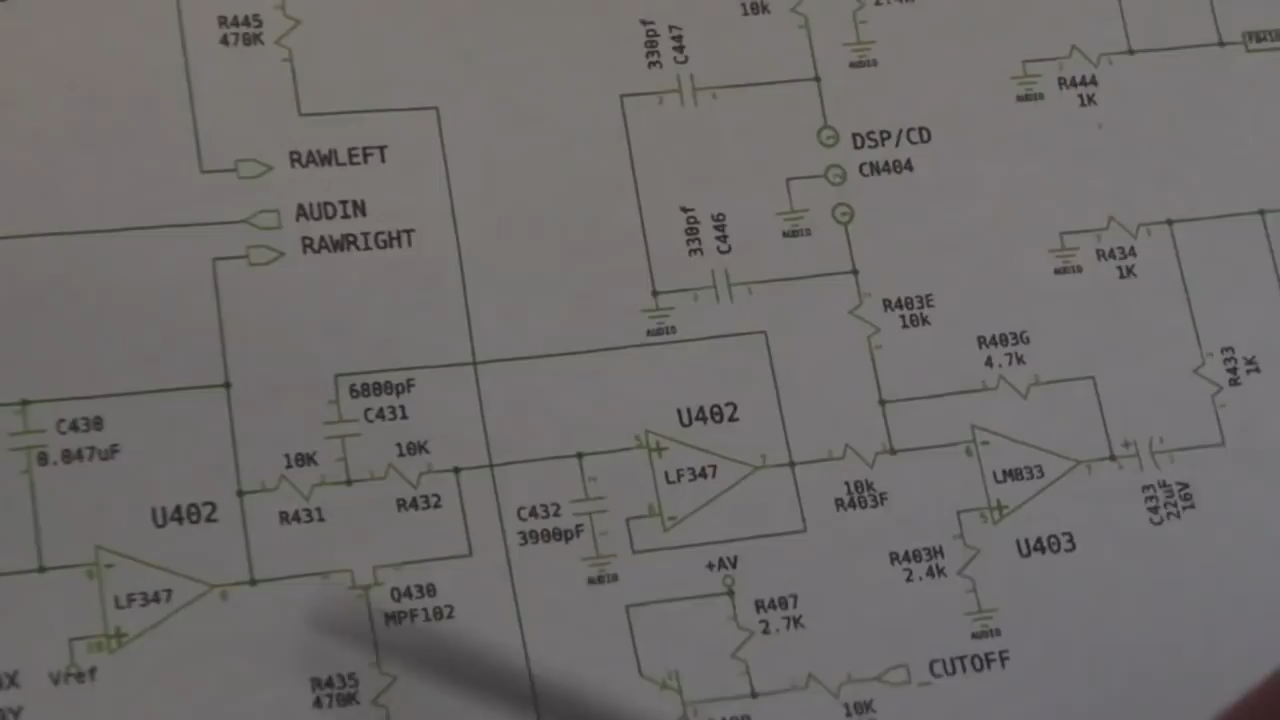 R445
470K
10k
330pf
C447
AUDIO
R444
1K
AUDIO
RAWLEFT
DSP/CD
CN404
AUDIN
RAWRIGHT
330pf
C446
AUDIO
AUDIO
R434
1K
AUDIO
R403E
10k
R403G
4.7k
R433
1K
6800pF
C431
C430
0.047uF
10K
R431
10K
R432
U402
LF347
C432
3900pF
AUDIO
10k
R403F
LM833
U403
C433
22uF
16V
R403H
2.4k
AUDIO
U402
LF347
Vref
Q430
MPF102
R435
470K
+AV
R407
2.7K
_CUTOFF
10K